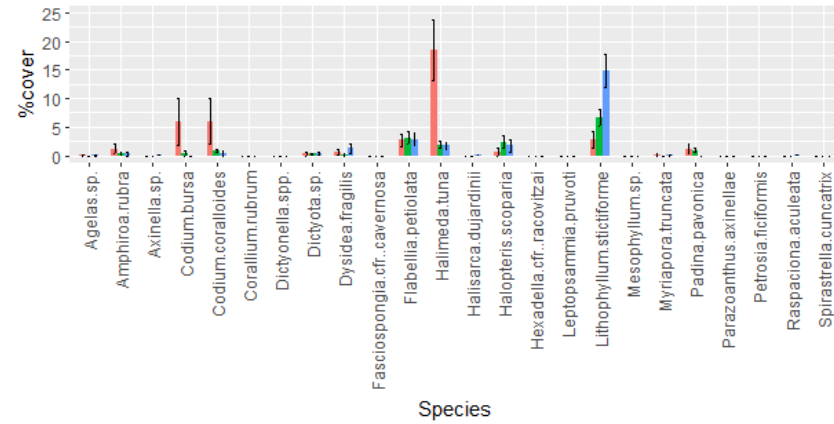 25
20
15
10
5
0
%cover
Agelas.sp.
Amphiroa.rubra
Axinella.sp.
Codium.bursa
Codium.coralloides
Corallium.rubrum
Dictyonella.spp.
Dictyota.sp.
Dysidea.fragilis
Fasciospongia.cfr..cavernosa
Flabellia.petiolata
Halimeda.tuna
Halisarca.dujardinii
Halopteris.scoparia
Hexadella.cfr..racovitzai
Leptopsammia.pruvoti
Lithophyllum.stictiforme
Mesophyllum.sp.
Myriapora.truncata
Padina.pavonica
Parazoanthus.axinellae
Petrosia.ficiformis
Raspaciona.aculeata
Spirastrella.cuncatrix
Species